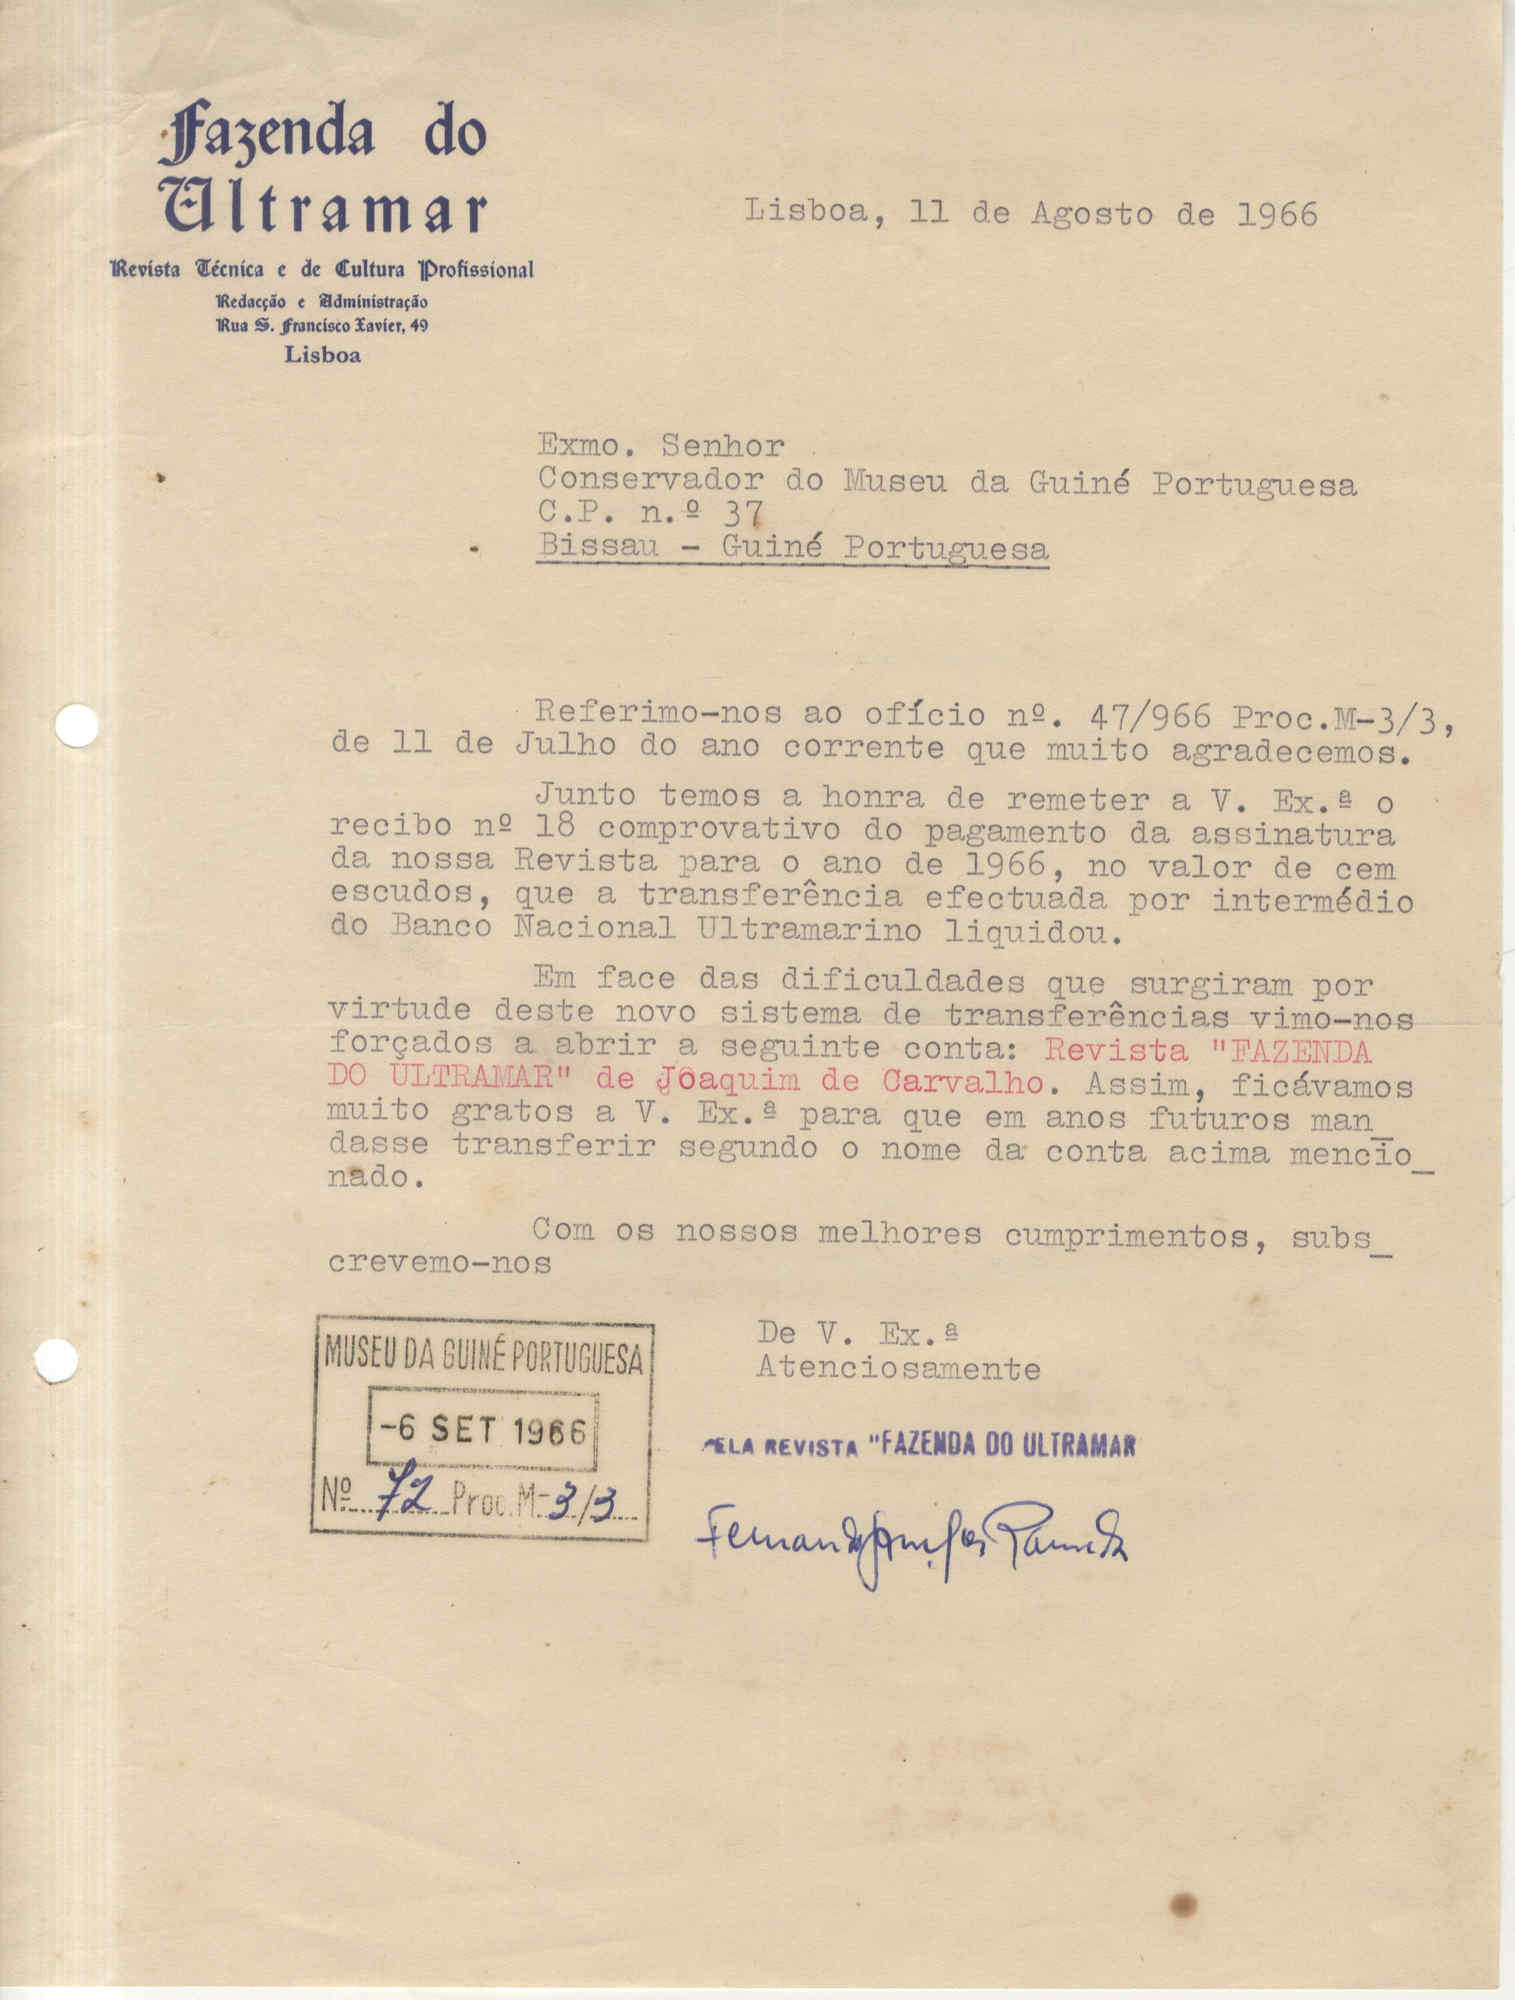 Fazenda do
Ultramar
Revista Técnica e de Cultura Profissional
Redacção e Administração
Rua S. Francisco Xavier, 49
Lisboa
Lisboa, 11 de Agosto de 1966
Exmo. Senhor
Conservador do Museu da Guiné Portuguesa
C.P. n.º 37
Bissau - Guiné Portuguesa
Referimo-nos ao ofício nº. 47/966 Proc.M-3/3,
de 11 de Julho do ano corrente que muito agradecemos.
Junto temos a honra de remeter a V. Ex.ª o
recibo nº 18 comprovativo do pagamento da assinatura
da nossa Revista para o ano de 1966, no valor de cem
escudos, que a transferência efectuada por intermédio
do Banco Nacional Ultramarino liquidou.
Em face das dificuldades que surgiram por
virtude deste novo sistema de transferências vimo-nos
forçados a abrir a seguinte conta: Revista "FAZENDA
DO ULTRAMAR" de Joaquim de Carvalho. Assim, ficávamos
muito gratos a V. Ex.ª para que em anos futuros man_
dasse transferir segundo o nome da conta acima mencio_
nado.
Com os nossos melhores cumprimentos, subs_
crevemo-nos
De V. Ex.ª
Atenciosamente
PELA REVISTA "FAZENDA DO ULTRAMAR
Fernando
MUSEU DA GUINÉ PORTUGUESA
-6 SET 1966
Nº 72 Proc. M-3/3